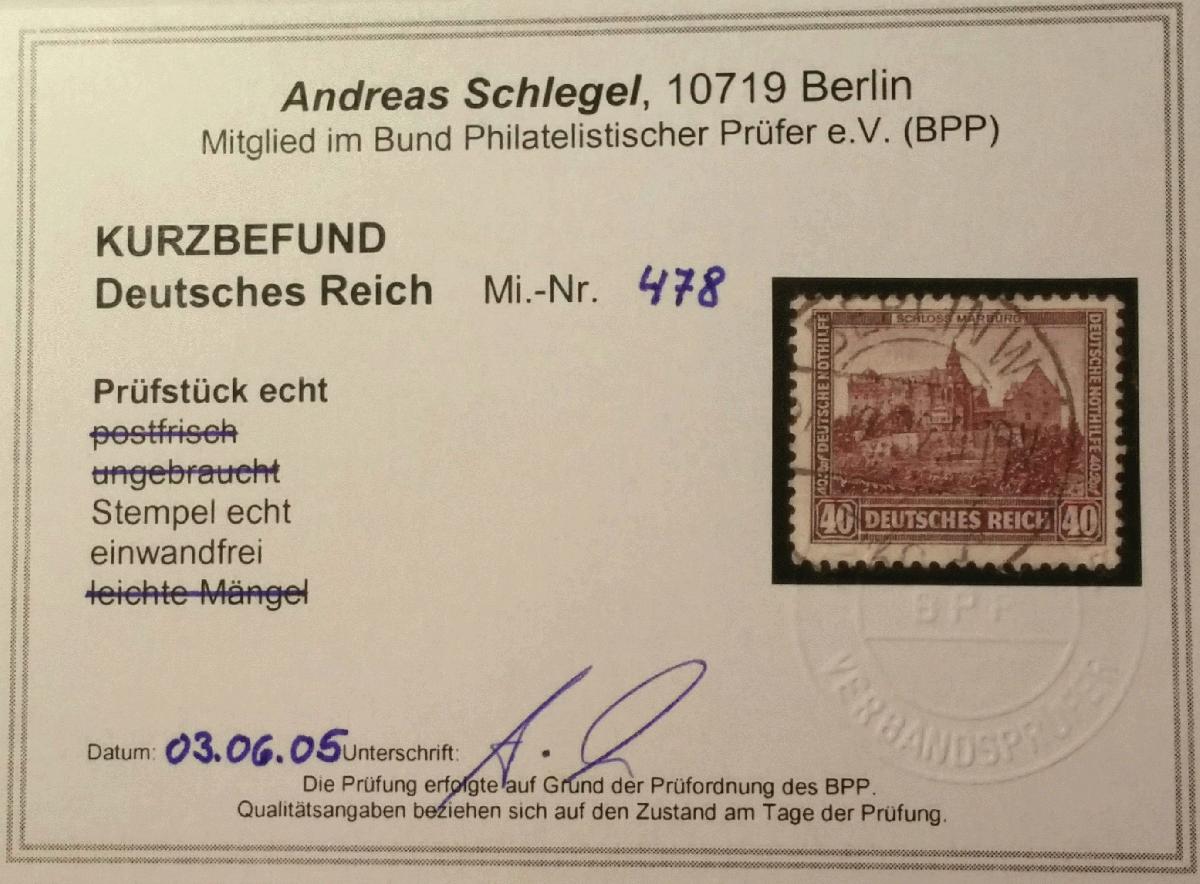 Andreas Schlegel, 10719 Berlin
Mitglied im Bund Philatelistischer Prüfer e.V. (BPP)
KURZBEFUND
Deutsches Reich Mi.-Nr. 478
Prüfstück echt
postfrisch
ungebraucht
Stempel echt
einwandfrei
leichte Mängel
SCHLOSS MARBURG
DEUTSCHE NOTHILFE
DEUTSCHE NOTHILFE
BERLIN W
40 DEUTSCHES REICH 40
BPP
VERBANDSPRÜFER
Datum: 03.06.05 Unterschrift:
Die Prüfung erfolgte auf Grund der Prüfordnung des BPP.
Qualitätsangaben beziehen sich auf den Zustand am Tage der Prüfung.